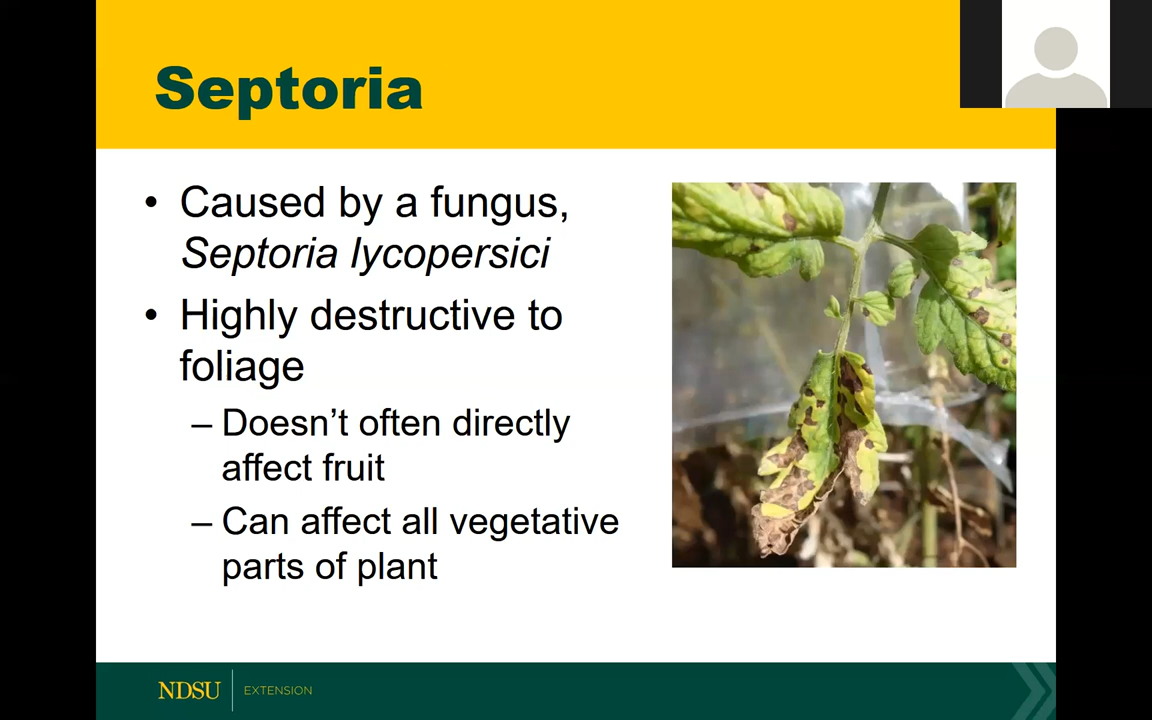 Septoria
• Caused by a fungus,
Septoria lycopersici
• Highly destructive to
foliage
– Doesn’t often directly
affect fruit
– Can affect all vegetative
parts of plant
NDSU EXTENSION